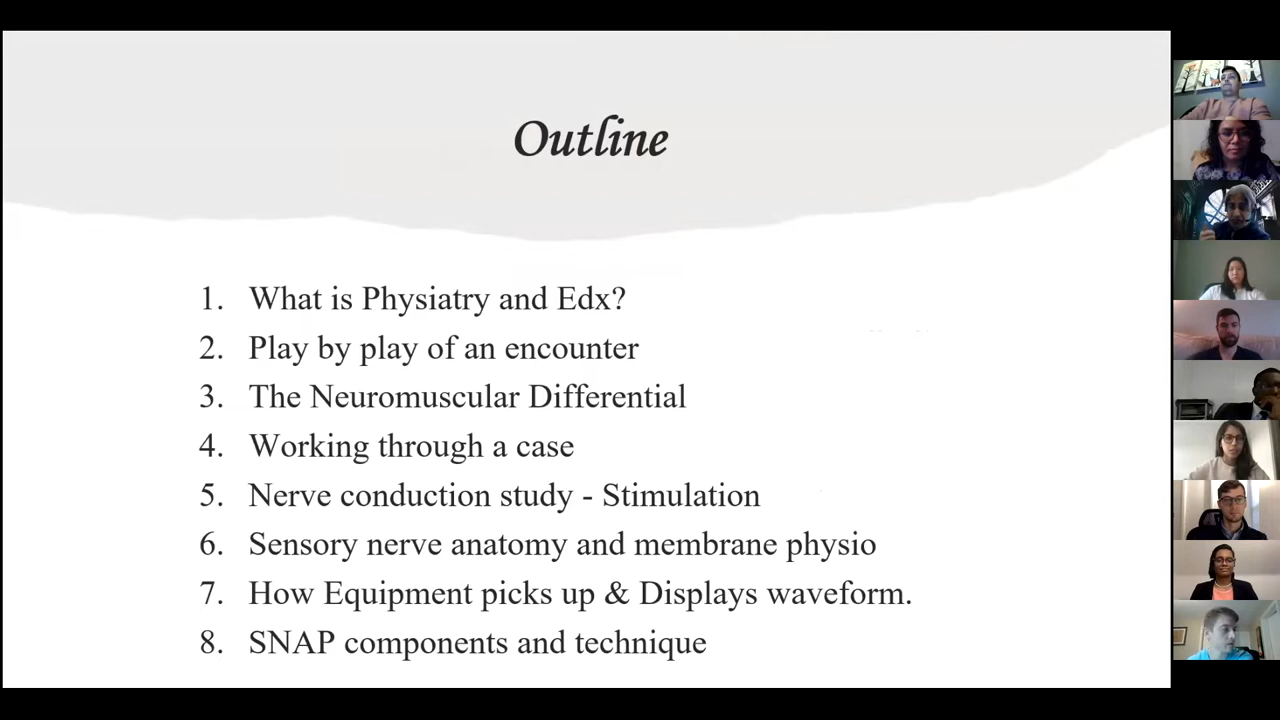 Outline
1. What is Physiatry and Edx?
2. Play by play of an encounter
3. The Neuromuscular Differential
4. Working through a case
5. Nerve conduction study - Stimulation
6. Sensory nerve anatomy and membrane physio
7. How Equipment picks up & Displays waveform.
8. SNAP components and technique